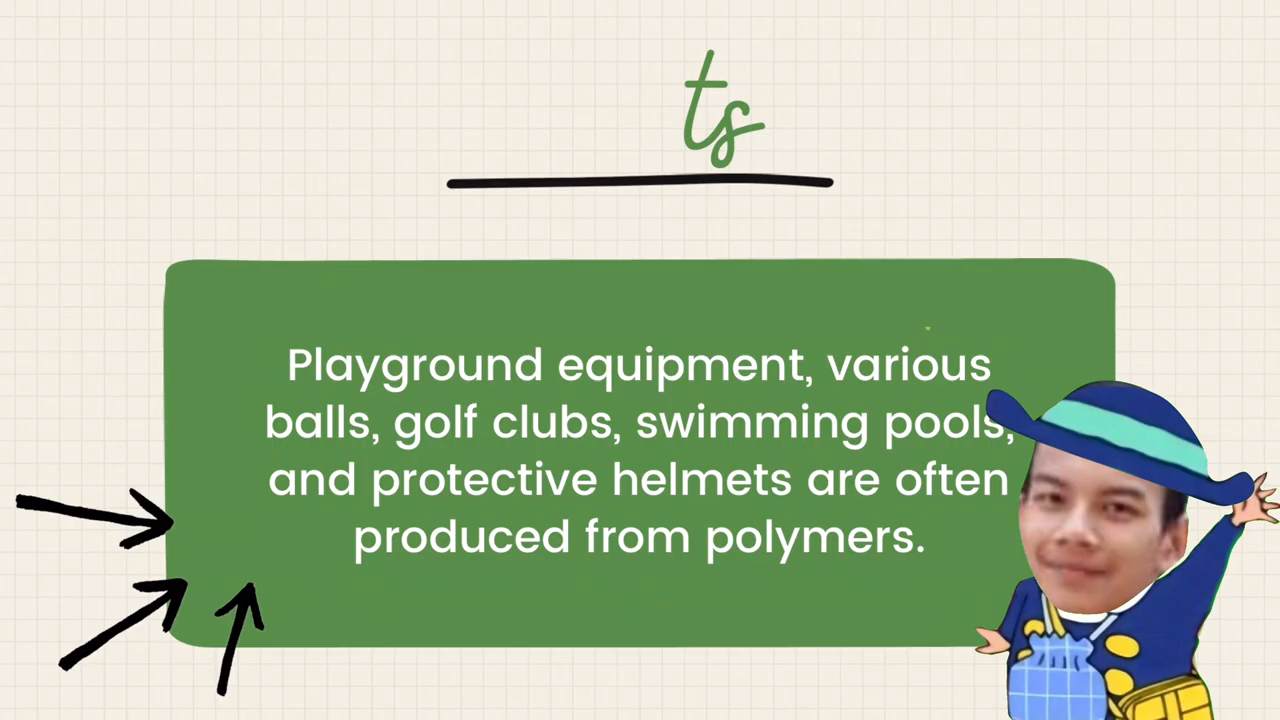 ts
Playground equipment, various
balls, golf clubs, swimming pools,
and protective helmets are often
produced from polymers.